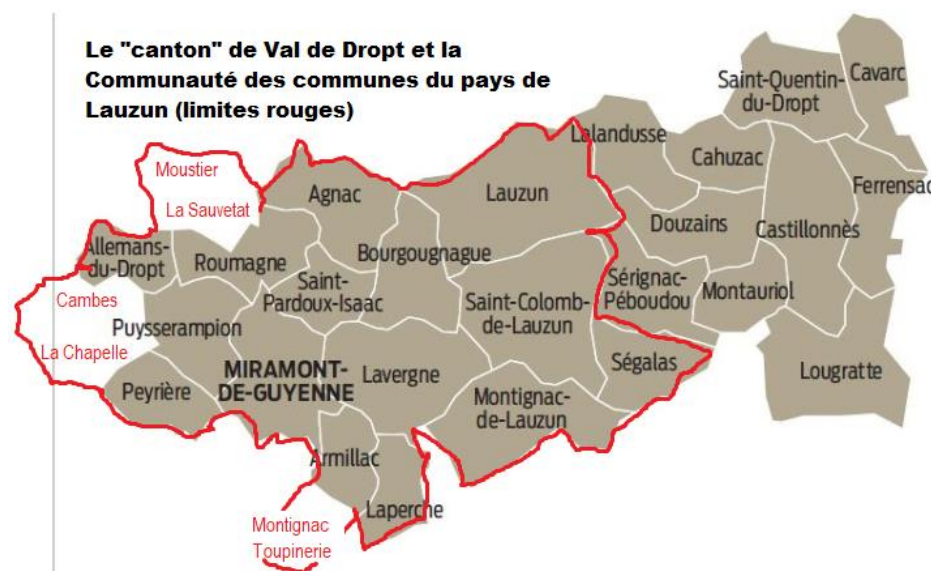 Le "canton" de Val de Dropt et la
Communauté des communes du pays de
Lauzun (limites rouges)
Saint-Quentin-
du-Dropt
Cavarc
Lalandusse
Cahuzac
Moustier
La Sauvetat
Agnac
Lauzun
Ferrensac
Douzains
Castillonnès
Allemans-
du-Dropt
Roumagne
Bourgougnague
Saint-
Pardoux-Isaac
Sérignac-
Péboudou
Montauriol
Cambes
Saint-Colomb-
de-Lauzun
Puysserampion
La Chapelle
Ségalas
MIRAMONT-
DE-GUYENNE
Lavergne
Lougratte
Peyrière
Montignac-
de-Lauzun
Armillac
Laperche
Montignac
Toupinerie